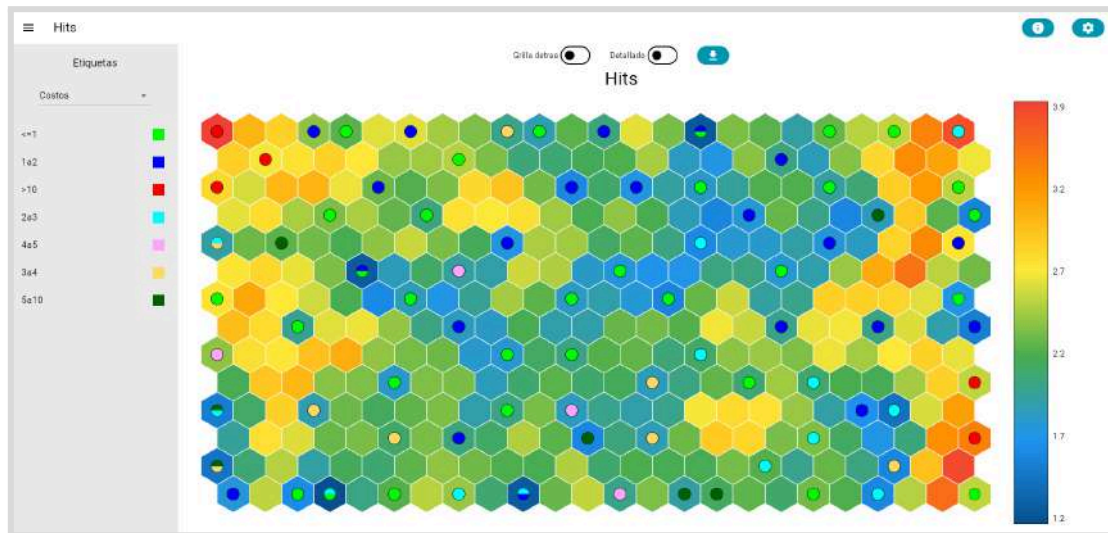 Hits
Etiquetas
Grilla detras
Detallado
Hits
Costos
<=1
1a2
>10
2a3
4a5
3a4
5a10
3.9
3.2
2.7
2.2
1.7
1.2